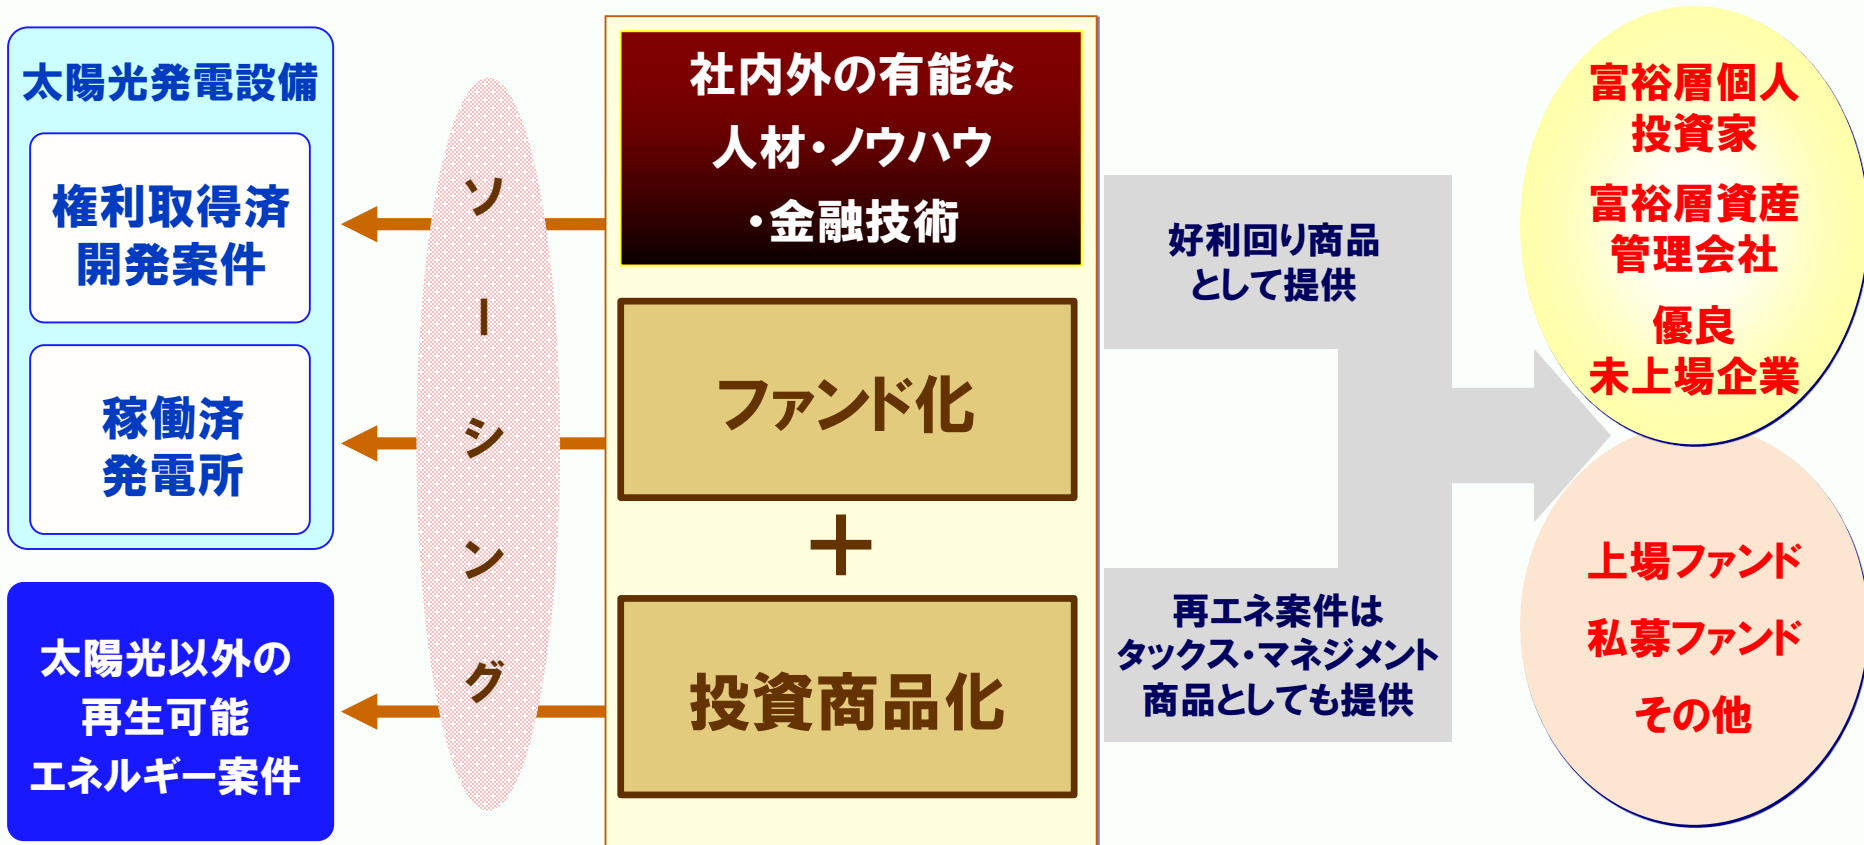 太陽光発電設備
権利取得済
開発案件
稼働済
発電所
太陽光以外の
再生可能
エネルギー案件
ソーシング
社内外の有能な
人材・ノウハウ
・金融技術
ファンド化
＋
投資商品化
好利回り商品
として提供
再エネ案件は
タックス・マネジメント
商品としても提供
富裕層個人
投資家
富裕層資産
管理会社
優良
未上場企業
上場ファンド
私募ファンド
その他